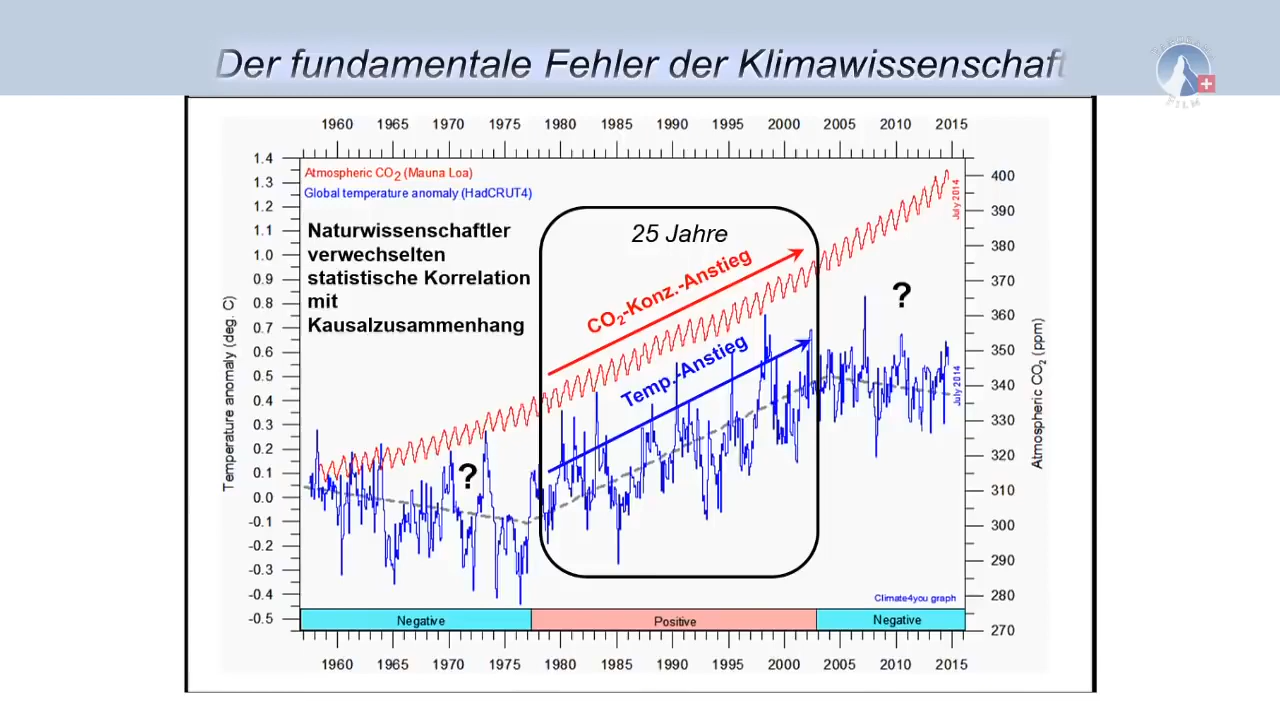 Der fundamentale Fehler der Klimawissenschaft
PANORAMA
FILM
1960 1965 1970 1975 1980 1985 1990 1995 2000 2005 2010 2015
Atmospheric CO2 (Mauna Loa)
Global temperature anomaly (HadCRUT4)
Naturwissenschaftler
verwechselten
statistische Korrelation
mit
Kausalzusammenhang
25 Jahre
CO2-Konz.-Anstieg
Temp.-Anstieg
?
?
July 2014
July 2014
1.4
1.3
1.2
1.1
1.0
0.9
0.8
0.7
0.6
0.5
0.4
0.3
0.2
0.1
0.0
-0.1
-0.2
-0.3
-0.4
-0.5
Temperature anomaly (deg. C)
400
390
380
370
360
350
340
330
320
310
300
290
280
270
Atmospheric CO2 (ppm)
Climate4you graph
Negative Positive Negative
1960 1965 1970 1975 1980 1985 1990 1995 2000 2005 2010 2015